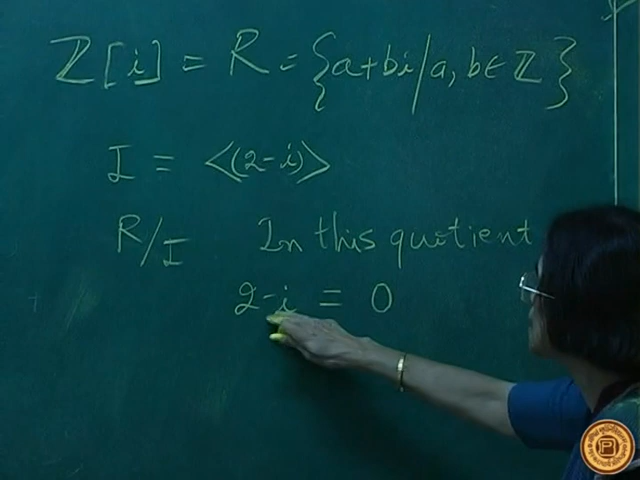 Z[i] = R = {a+bi/a, b∈Z}
I = <(2-i)>
R/I In this quotient
2-i = 0